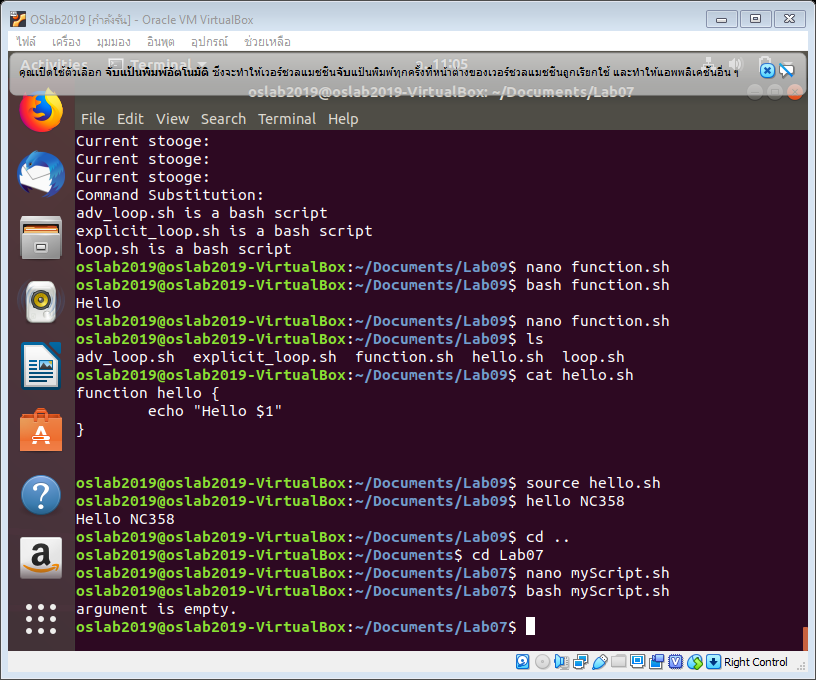 OSlab2019 [กำลังรัน] - Oracle VM VirtualBox
ไฟล์ เครื่อง มุมมอง อินพุต อุปกรณ์ ช่วยเหลือ
Activities Terminal 11:05
คุณเปิดใช้ตัวเลือก จับแป้นพิมพ์อัตโนมัติ ซึ่งจะทำให้เวอร์ชวลแมชชีนจับแป้นพิมพ์ทุกครั้งที่หน้าต่างของเวอร์ชวลแมชชีนถูกเรียกใช้ และทำให้แอพพลิเคชั่นอื่น ๆ
oslab2019@oslab2019-VirtualBox: ~/Documents/Lab07
File Edit View Search Terminal Help
Current stooge:
Current stooge:
Current stooge:
Command Substitution:
adv_loop.sh is a bash script
explicit_loop.sh is a bash script
loop.sh is a bash script
oslab2019@oslab2019-VirtualBox:~/Documents/Lab09$ nano function.sh
oslab2019@oslab2019-VirtualBox:~/Documents/Lab09$ bash function.sh
Hello
oslab2019@oslab2019-VirtualBox:~/Documents/Lab09$ nano function.sh
oslab2019@oslab2019-VirtualBox:~/Documents/Lab09$ ls
adv_loop.sh  explicit_loop.sh  function.sh  hello.sh  loop.sh
oslab2019@oslab2019-VirtualBox:~/Documents/Lab09$ cat hello.sh
function hello {
        echo "Hello $1"
}
oslab2019@oslab2019-VirtualBox:~/Documents/Lab09$ source hello.sh
oslab2019@oslab2019-VirtualBox:~/Documents/Lab09$ hello NC358
Hello NC358
oslab2019@oslab2019-VirtualBox:~/Documents/Lab09$ cd ..
oslab2019@oslab2019-VirtualBox:~/Documents$ cd Lab07
oslab2019@oslab2019-VirtualBox:~/Documents/Lab07$ nano myScript.sh
oslab2019@oslab2019-VirtualBox:~/Documents/Lab07$ bash myScript.sh
argument is empty.
oslab2019@oslab2019-VirtualBox:~/Documents/Lab07$
Right Control